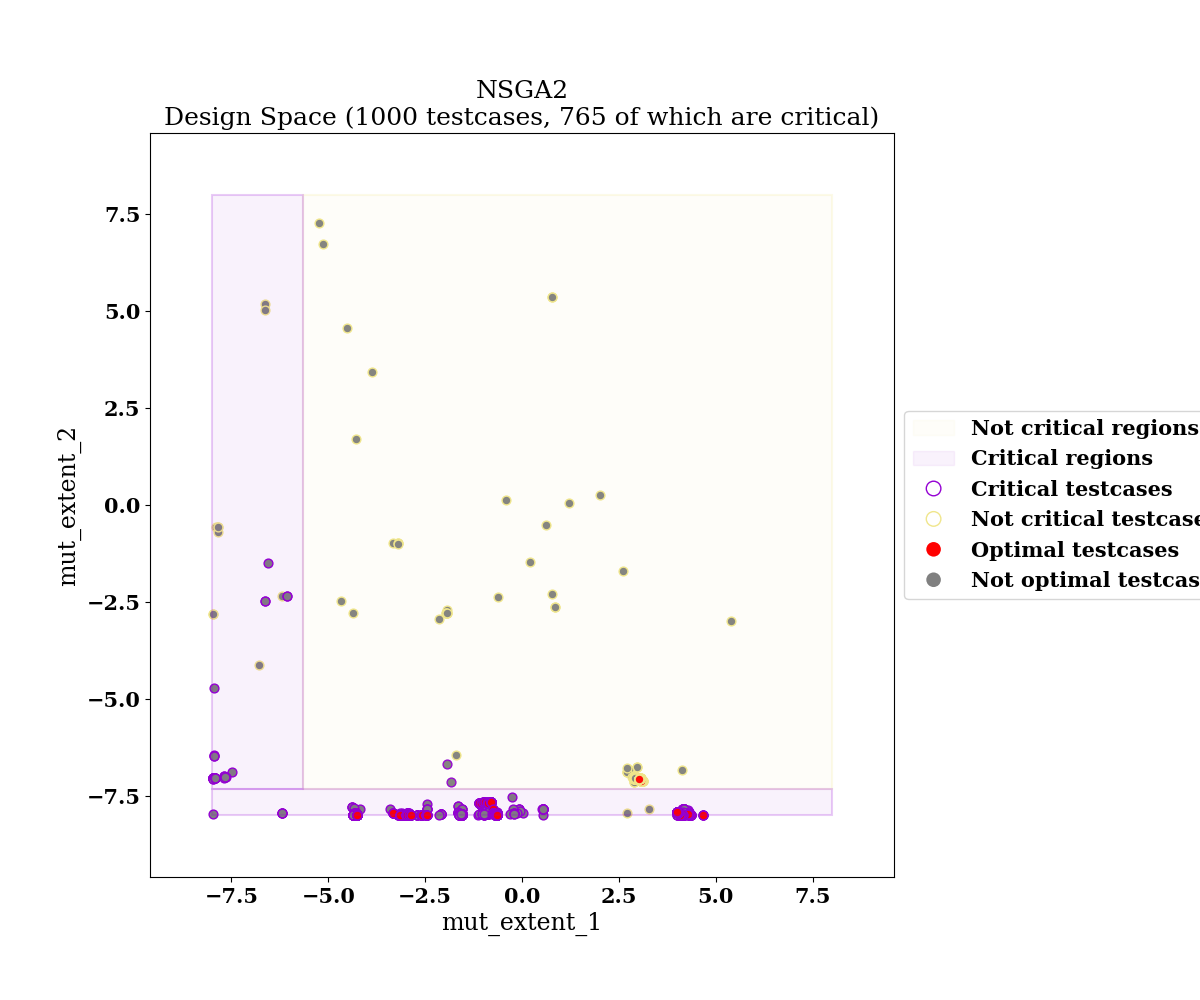 NSGA2
Design Space (1000 testcases, 765 of which are critical)
mut_extent_2
7.5
5.0
2.5
0.0
−2.5
−5.0
−7.5
−7.5
−5.0
−2.5
0.0
2.5
5.0
7.5
mut_extent_1
Not critical regions
Critical regions
Critical testcases
Not critical testcase
Optimal testcases
Not optimal testcas